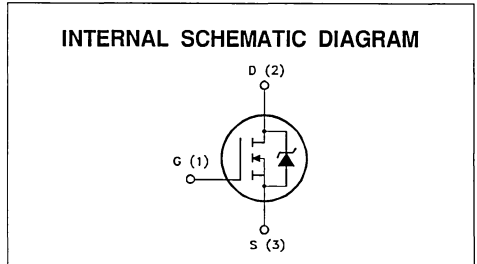 INTERNAL SCHEMATIC DIAGRAM
D (2)
G (1)
S (3)